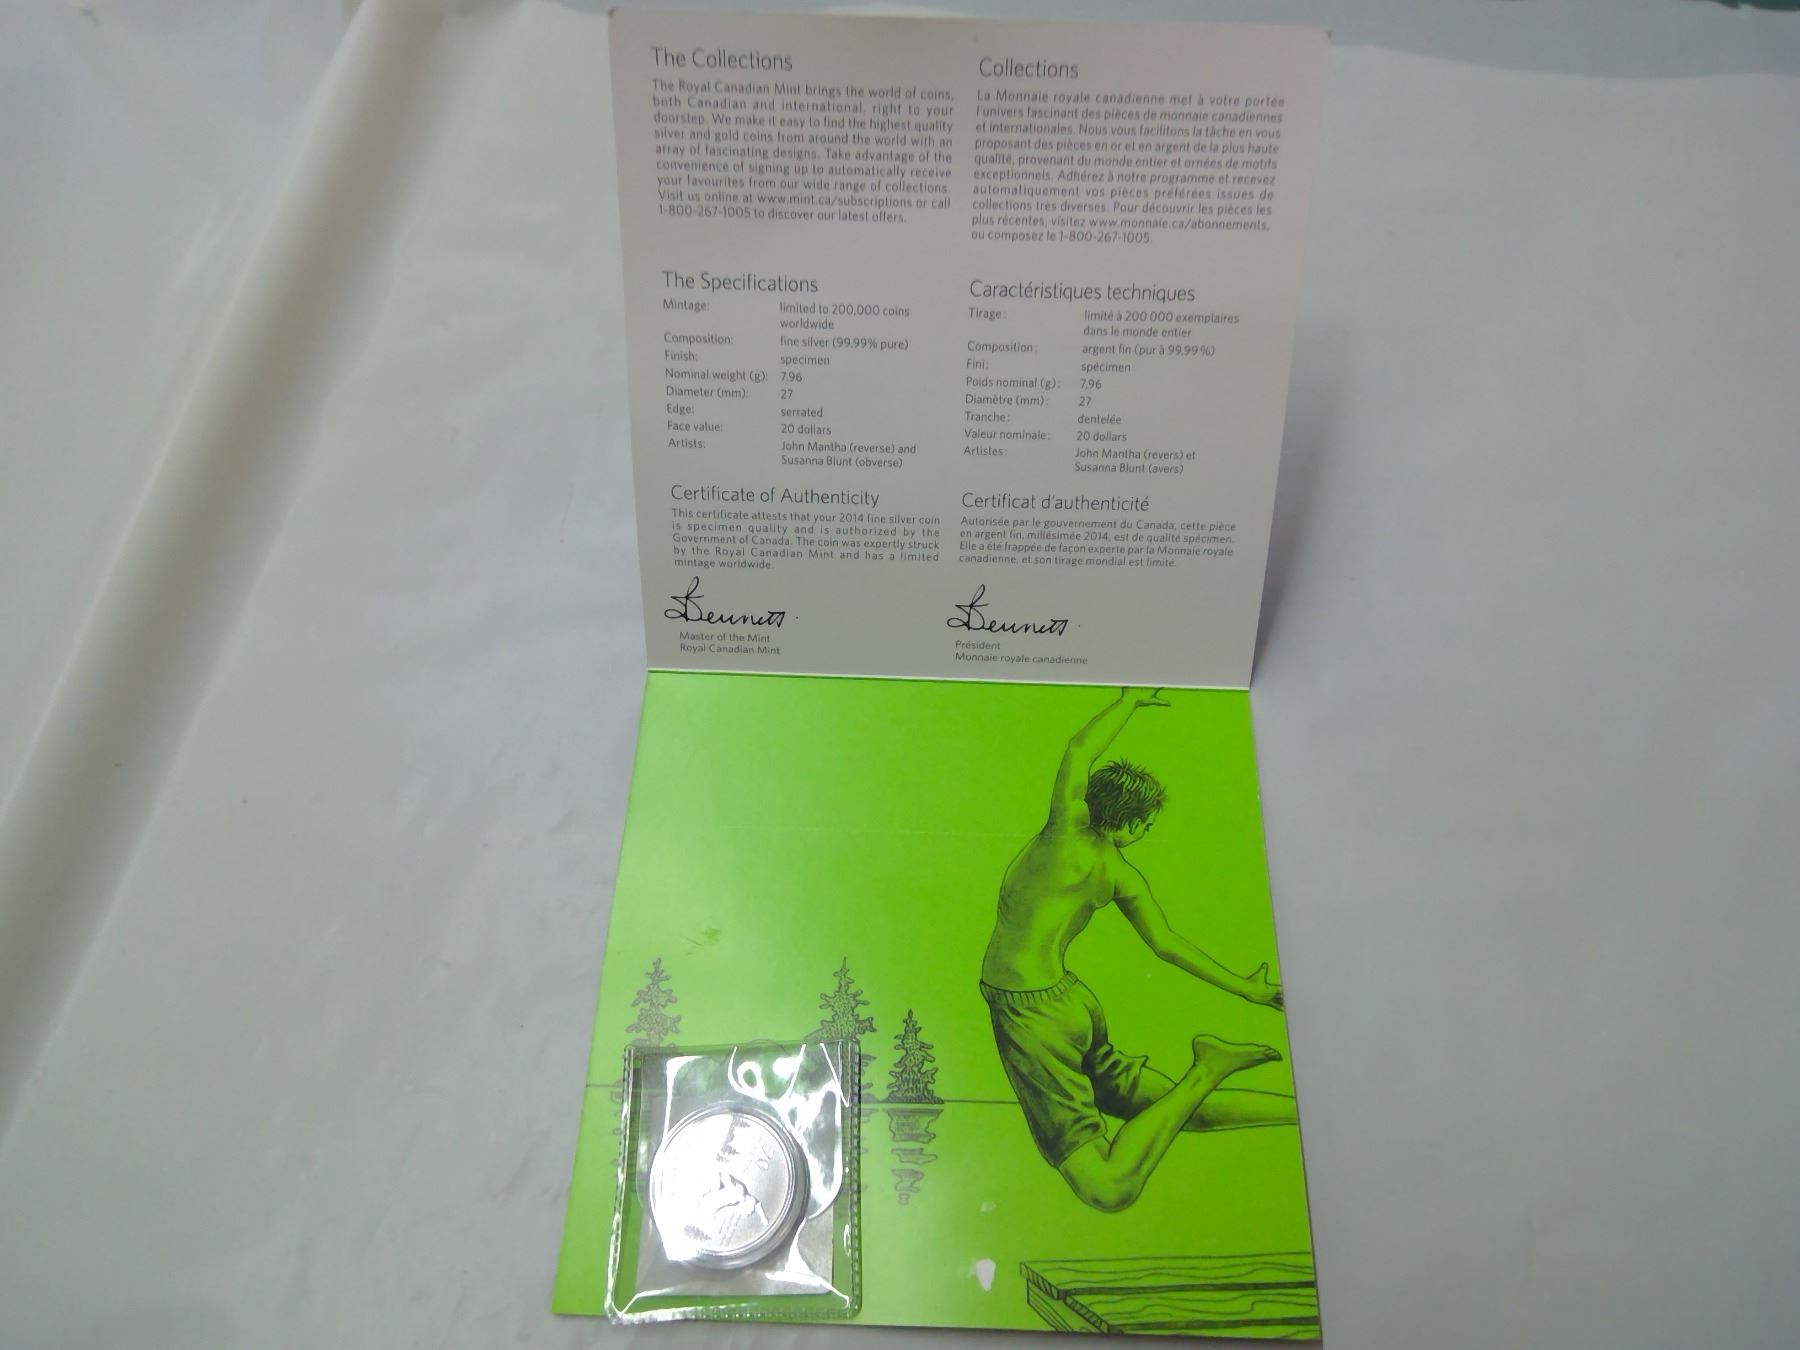 The Collections
The Royal Canadian Mint brings the world of coins,
both Canadian and international, right to your
doorstep. We make it easy to find the highest quality
silver and gold coins from around the world with an
array of fascinating designs. Take advantage of the
convenience of signing up to automatically receive
your favourites from our wide range of collections.
Visit us online at www.mint.ca/subscriptions or call
1-800-267-1005 to discover our latest offers.
The Specifications
Mintage: limited to 200,000 coins
worldwide
Composition: fine silver (99.99% pure)
Finish: specimen
Nominal weight (g): 7.96
Diameter (mm): 27
Edge: serrated
Face value: 20 dollars
Artists: John Mantha (reverse) and
Susanna Blunt (obverse)
Certificate of Authenticity
This certificate attests that your 2014 fine silver coin
is specimen quality and is authorized by the
Government of Canada. The coin was expertly struck
by the Royal Canadian Mint and has a limited
mintage worldwide.
Bennett
Master of the Mint
Royal Canadian Mint
Collections
La Monnaie royale canadienne met à votre portée
l'univers fascinant des pièces de monnaie canadiennes
et internationales. Nous vous facilitons la tâche en vous
proposant des pièces en or et en argent de la plus haute
qualité, provenant du monde entier et ornées de motifs
exceptionnels. Adhérez à notre programme et recevez
automatiquement vos pièces préférées issues de
collections très diverses. Pour découvrir les pièces les
plus récentes, visitez www.monnaie.ca/abonnements,
ou composez le 1-800-267-1005.
Caractéristiques techniques
Tirage: limité à 200 000 exemplaires
dans le monde entier
Composition: argent fin (pur à 99,99 %)
Fini: spécimen
Poids nominal (g): 7,96
Diamètre (mm): 27
Tranche: dentelée
Valeur nominale: 20 dollars
Artistes: John Mantha (revers) et
Susanna Blunt (avers)
Certificat d'authenticité
Autorisée par le gouvernement du Canada, cette pièce
en argent fin, millésimée 2014, est de qualité spécimen.
Elle a été frappée de façon experte par la Monnaie royale
canadienne, et son tirage mondial est limité.
Bennett
Président
Monnaie royale canadienne